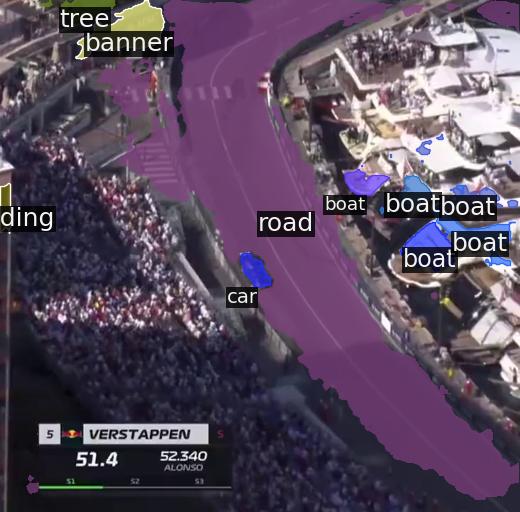 tree
banner
ding
boat
boat
boat
boat
boat
road
car
5 VERSTAPPEN S
51.4 52.340
ALONSO
S1 S2 S3